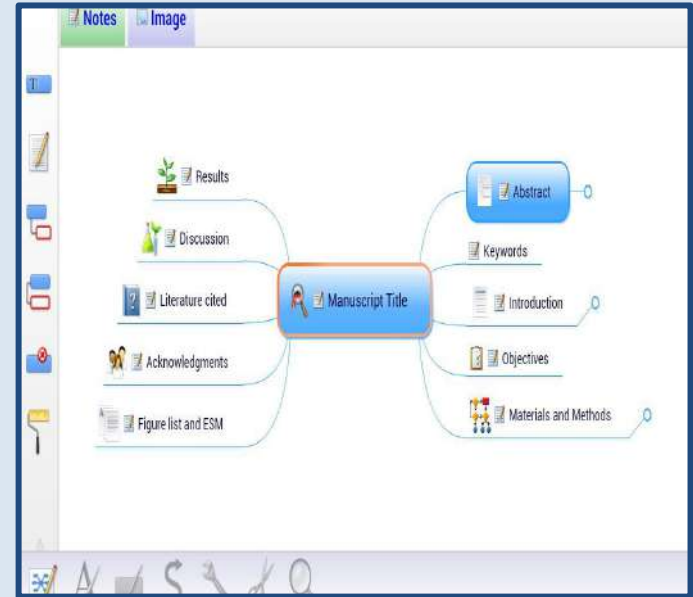 Notes
Image
T
Results
Discussion
Literature cited
Acknowledgments
Figure list and ESM
Manuscript Title
Abstract
Keywords
Introduction
Objectives
Materials and Methods